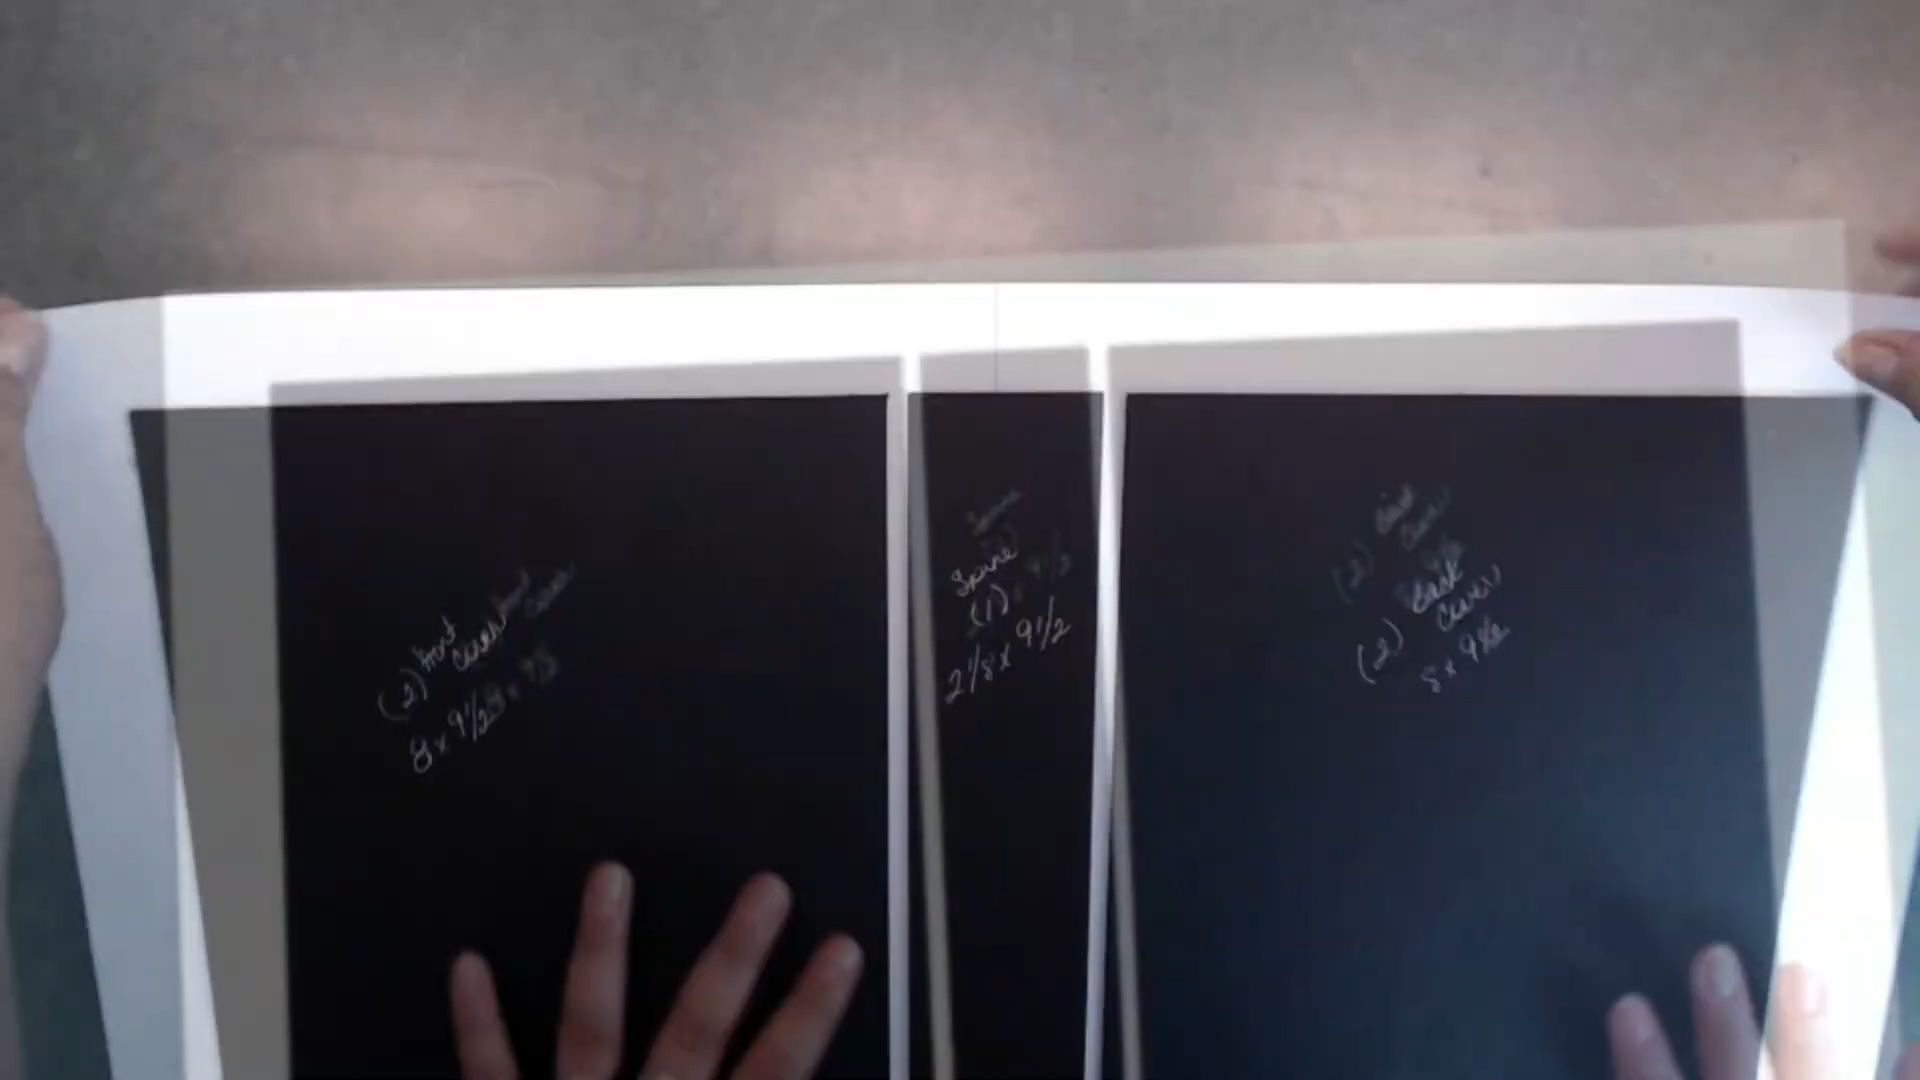 (2) Front
Cover
8 x 9 1/2
Spine
(1)
2 1/8 x 9 1/2
(2) Back
Cover
8 x 9 1/2